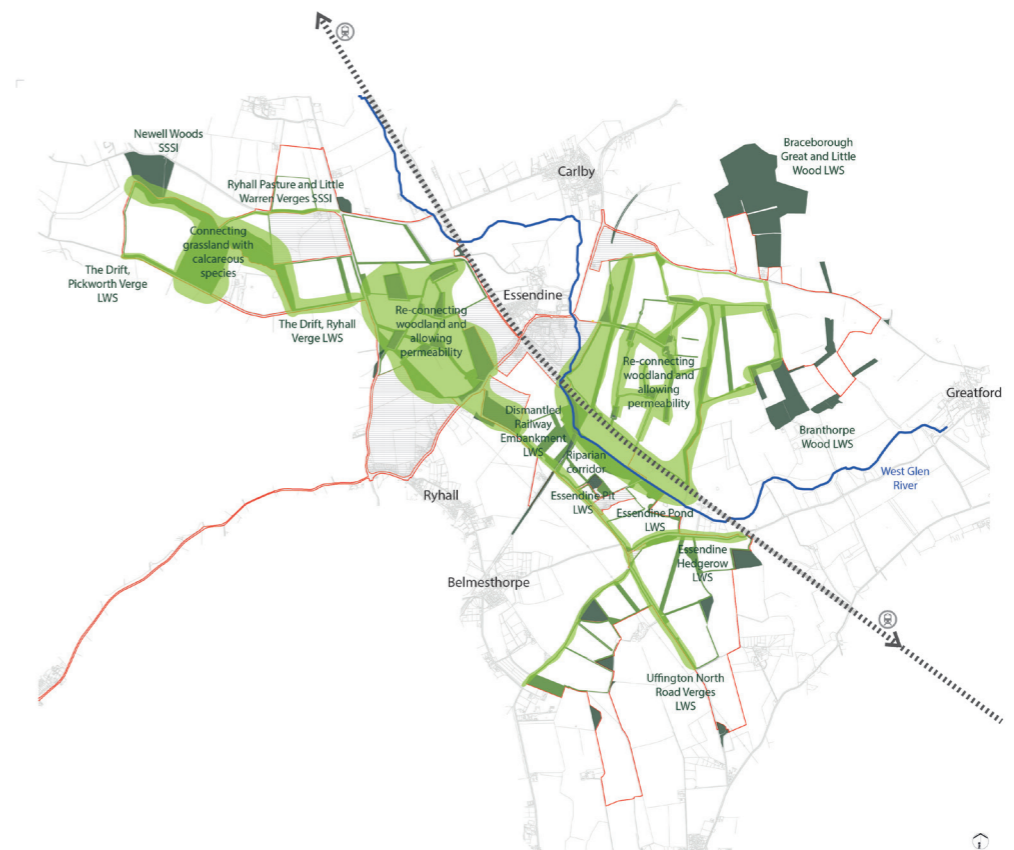 Newell Woods
SSSI
Carlby
Braceborough
Great and Little
Wood LWS
Ryhall Pasture and Little
Warren Verges SSSI
Connecting
grassland with
calcareous
species
The Drift,
Pickworth Verge
LWS
Essendine
The Drift, Ryhall
Verge LWS
Re-connecting
woodland and
allowing
permeability
Re-connecting
woodland and
allowing
permeability
Greatford
Dismantled
Railway
Embankment
LWS
Branthorpe
Wood LWS
Riparian
corridor
West Glen
River
Ryhall
Essendine Pit
LWS
Essendine Pond
LWS
Essendine
Hedgerow
LWS
Belmesthorpe
Uffington North
Road Verges
LWS